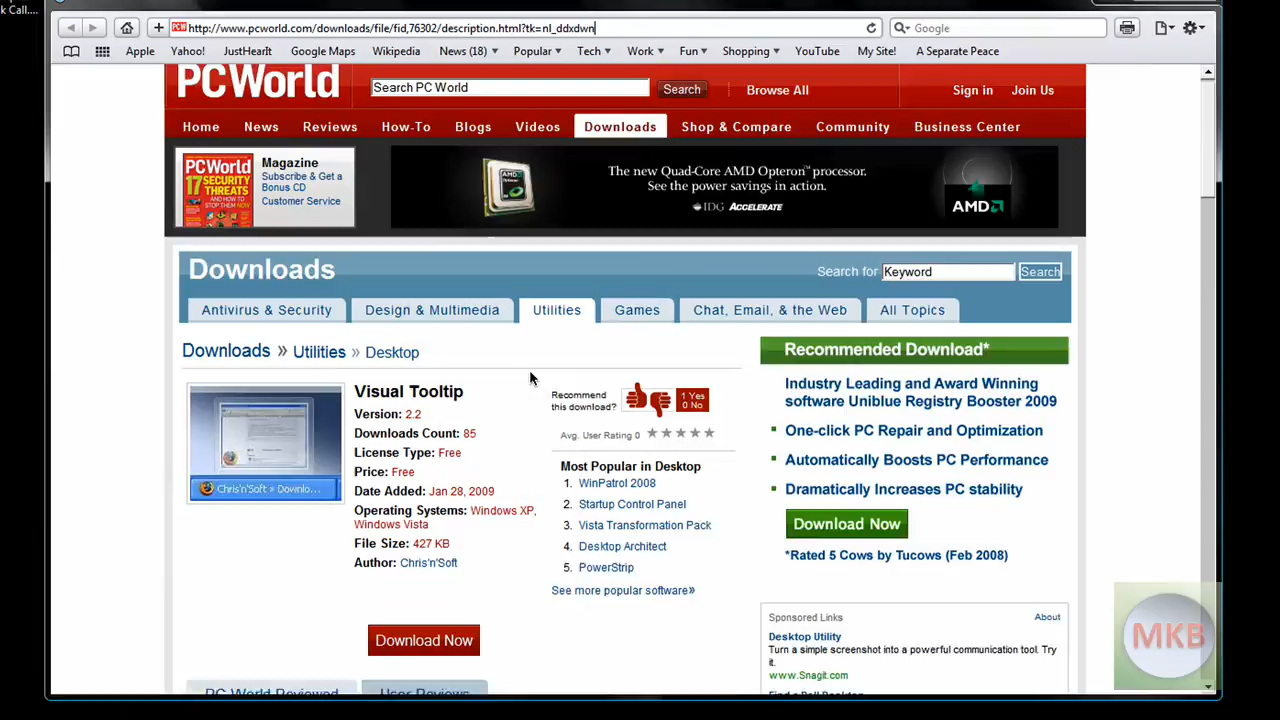 k Call....
PCW http://www.pcworld.com/downloads/file/fid,76302/description.html?tk=nl_ddxdwn
Google
Apple Yahoo! JustHearIt Google Maps Wikipedia News (18) Popular Tech Work Fun Shopping YouTube My Site! A Separate Peace
PCWorld
Search PC World
Search
Browse All
Sign in Join Us
Home News Reviews How-To Blogs Videos Downloads Shop & Compare Community Business Center
PCWorld
17 SECURITY THREATS
AND HOW TO STOP THEM NOW
Magazine
Subscribe & Get a
Bonus CD
Customer Service
AMD
Opteron
The new Quad-Core AMD Opteron™ processor.
See the power savings in action.
IDG ACCELERATE
AMD
Downloads
Search for Keyword Search
Antivirus & Security Design & Multimedia Utilities Games Chat, Email, & the Web All Topics
Downloads » Utilities » Desktop
Chris'n'Soft » Downlo...
Visual Tooltip
Version: 2.2
Downloads Count: 85
License Type: Free
Price: Free
Date Added: Jan 28, 2009
Operating Systems: Windows XP,
Windows Vista
File Size: 427 KB
Author: Chris'n'Soft
Download Now
Recommend
this download?
1 Yes
0 No
Avg. User Rating 0
Most Popular in Desktop
1. WinPatrol 2008
2. Startup Control Panel
3. Vista Transformation Pack
4. Desktop Architect
5. PowerStrip
See more popular software»
Recommended Download*
Industry Leading and Award Winning
software Uniblue Registry Booster 2009
One-click PC Repair and Optimization
Automatically Boosts PC Performance
Dramatically Increases PC stability
Download Now
*Rated 5 Cows by Tucows (Feb 2008)
Sponsored Links About
Desktop Utility
Turn a simple screenshot into a powerful communication tool. Try
it.
www.SnagIt.com
PC World Reviewed User Reviews
MKB